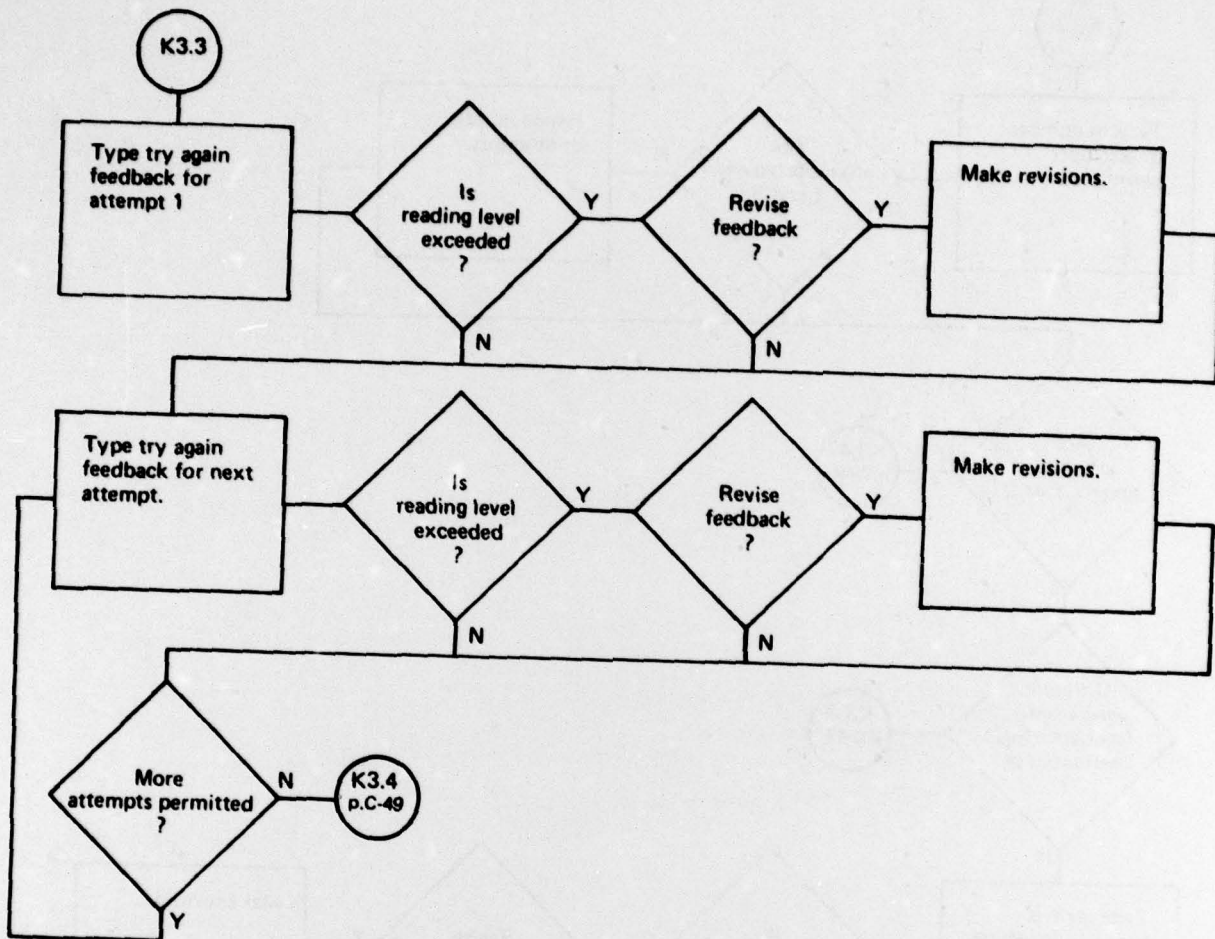 K3.3
Type try again
feedback for
attempt 1
Is
reading level
exceeded
?
Y
N
Revise
feedback
?
Y
N
Make revisions.
Type try again
feedback for next
attempt.
Is
reading level
exceeded
?
Y
N
Revise
feedback
?
Y
N
Make revisions.
More
attempts permitted
?
N
Y
K3.4
p.C-49